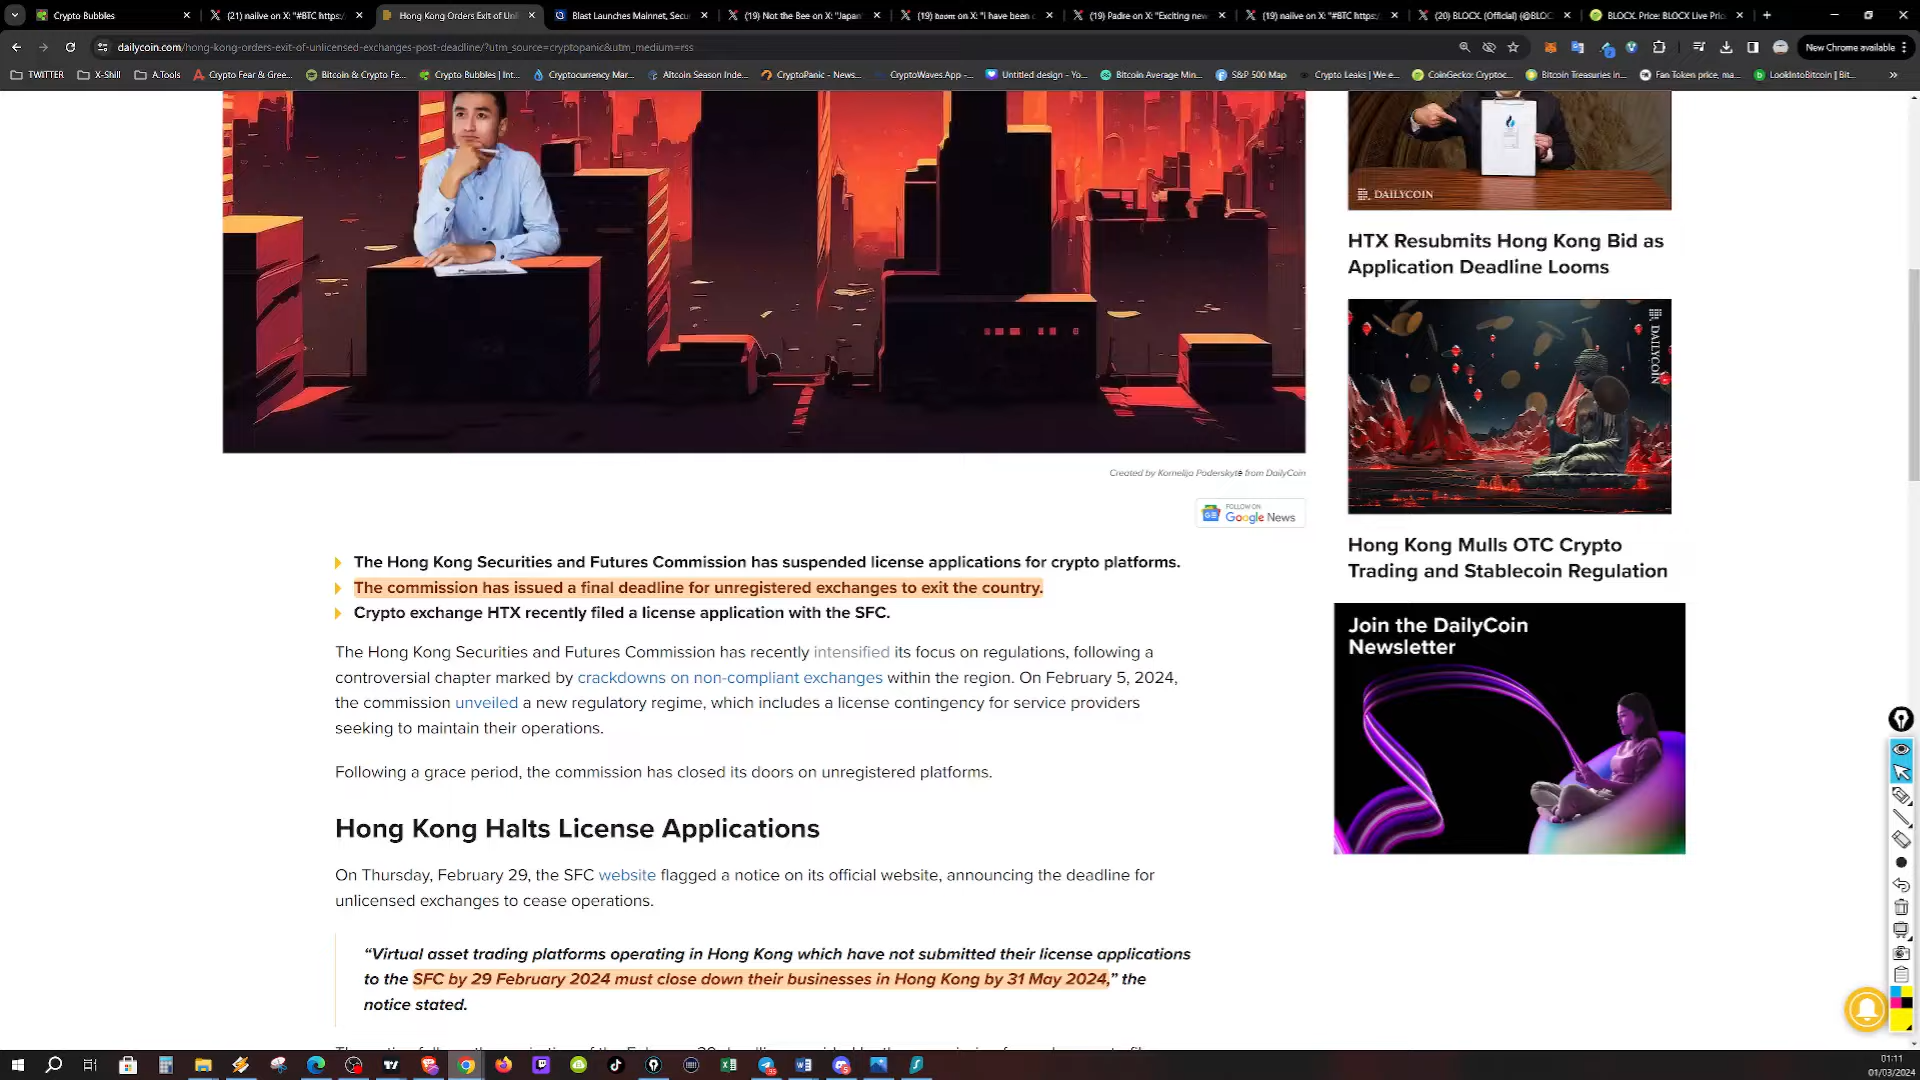 Crypto Bubbles
(21) naiive on X: "#BTC https:/
Hong Kong Orders Exit of Unl
Blast Launches Mainnet, Secu
(19) Not the Bee on X: "Japan
(19) hoom on X: "I have been
(19) Padre on X: "Exciting new
(19) naiive on X: "#BTC https:/
(20) BLOCX. (Official) (@BLOC
BLOCX. Price: BLOCX Live Pric
dailycoin.com/hong-kong-orders-exit-of-unlicensed-exchanges-post-deadline/?utm_source=cryptopanic&utm_medium=rss
New Chrome available
TWITTER
X-Shill
A.Tools
Crypto Fear & Gree...
Bitcoin & Crypto Fe...
Crypto Bubbles | Int...
Cryptocurrency Mar...
Altcoin Season Inde...
CryptoPanic - News...
CryptoWaves App -...
Untitled design - Yo...
Bitcoin Average Min...
S&P 500 Map
Crypto Leaks | We e...
CoinGecko: Cryptoc...
Bitcoin Treasuries in...
Fan Token price, ma...
LookIntoBitcoin | Bit...
DAILYCOIN
HTX Resubmits Hong Kong Bid as
Application Deadline Looms
DAILYCOIN
Created by Kornelija Poderskytė from DailyCoin
FOLLOW ON
Google News
Hong Kong Mulls OTC Crypto
Trading and Stablecoin Regulation
The Hong Kong Securities and Futures Commission has suspended license applications for crypto platforms.
The commission has issued a final deadline for unregistered exchanges to exit the country.
Crypto exchange HTX recently filed a license application with the SFC.
Join the DailyCoin
Newsletter
The Hong Kong Securities and Futures Commission has recently intensified its focus on regulations, following a
controversial chapter marked by crackdowns on non-compliant exchanges within the region. On February 5, 2024,
the commission unveiled a new regulatory regime, which includes a license contingency for service providers
seeking to maintain their operations.
Following a grace period, the commission has closed its doors on unregistered platforms.
Hong Kong Halts License Applications
On Thursday, February 29, the SFC website flagged a notice on its official website, announcing the deadline for
unlicensed exchanges to cease operations.
“Virtual asset trading platforms operating in Hong Kong which have not submitted their license applications
to the SFC by 29 February 2024 must close down their businesses in Hong Kong by 31 May 2024,” the
notice stated.
01:11
01/03/2024